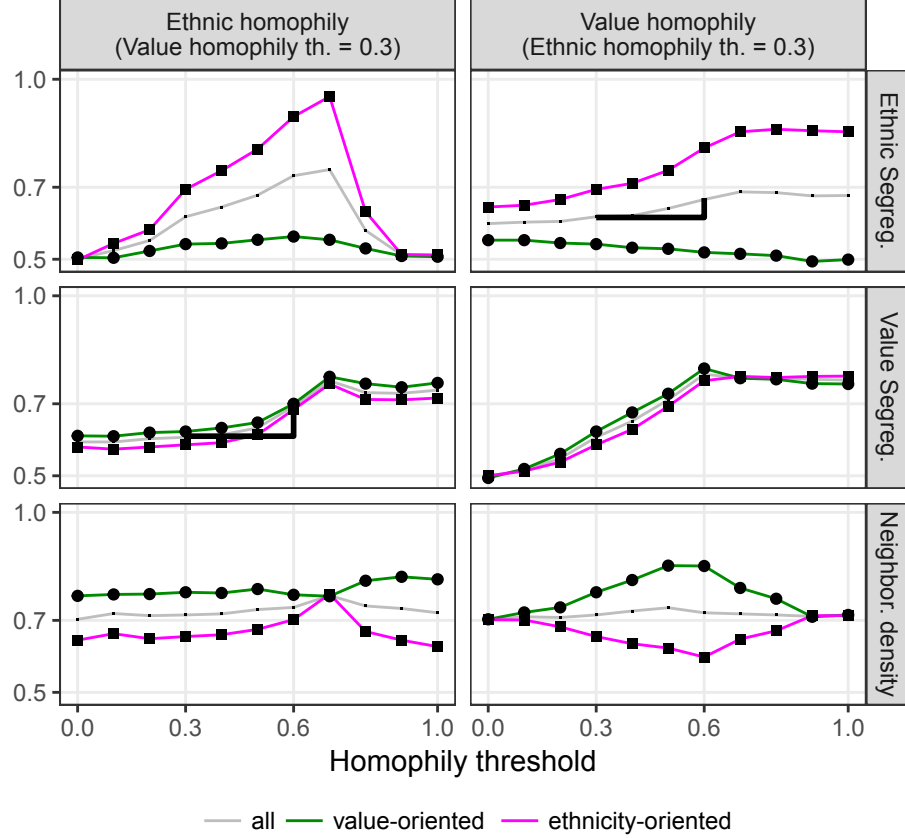 Ethnic homophily
(Value homophily th. = 0.3)
Value homophily
(Ethnic homophily th. = 0.3)
1.0
0.7
0.5
Ethnic Segreg.
1.0
0.7
0.5
Value Segreg.
1.0
0.7
0.5
Neighbor. density
0.0 0.3 0.6 1.0
0.0 0.3 0.6 1.0
Homophily threshold
all value-oriented ethnicity-oriented